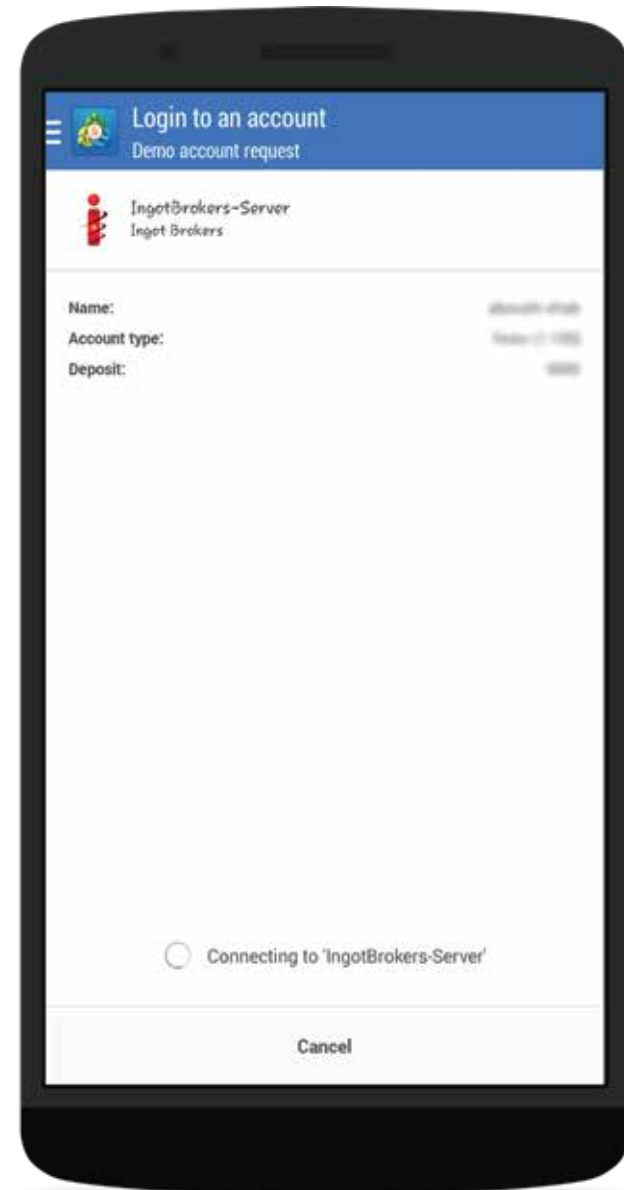 Login to an account
Demo account request
IngotBrokers-Server
Ingot Brokers
Name:
Account type:
Deposit:
Connecting to 'IngotBrokers-Server'
Cancel